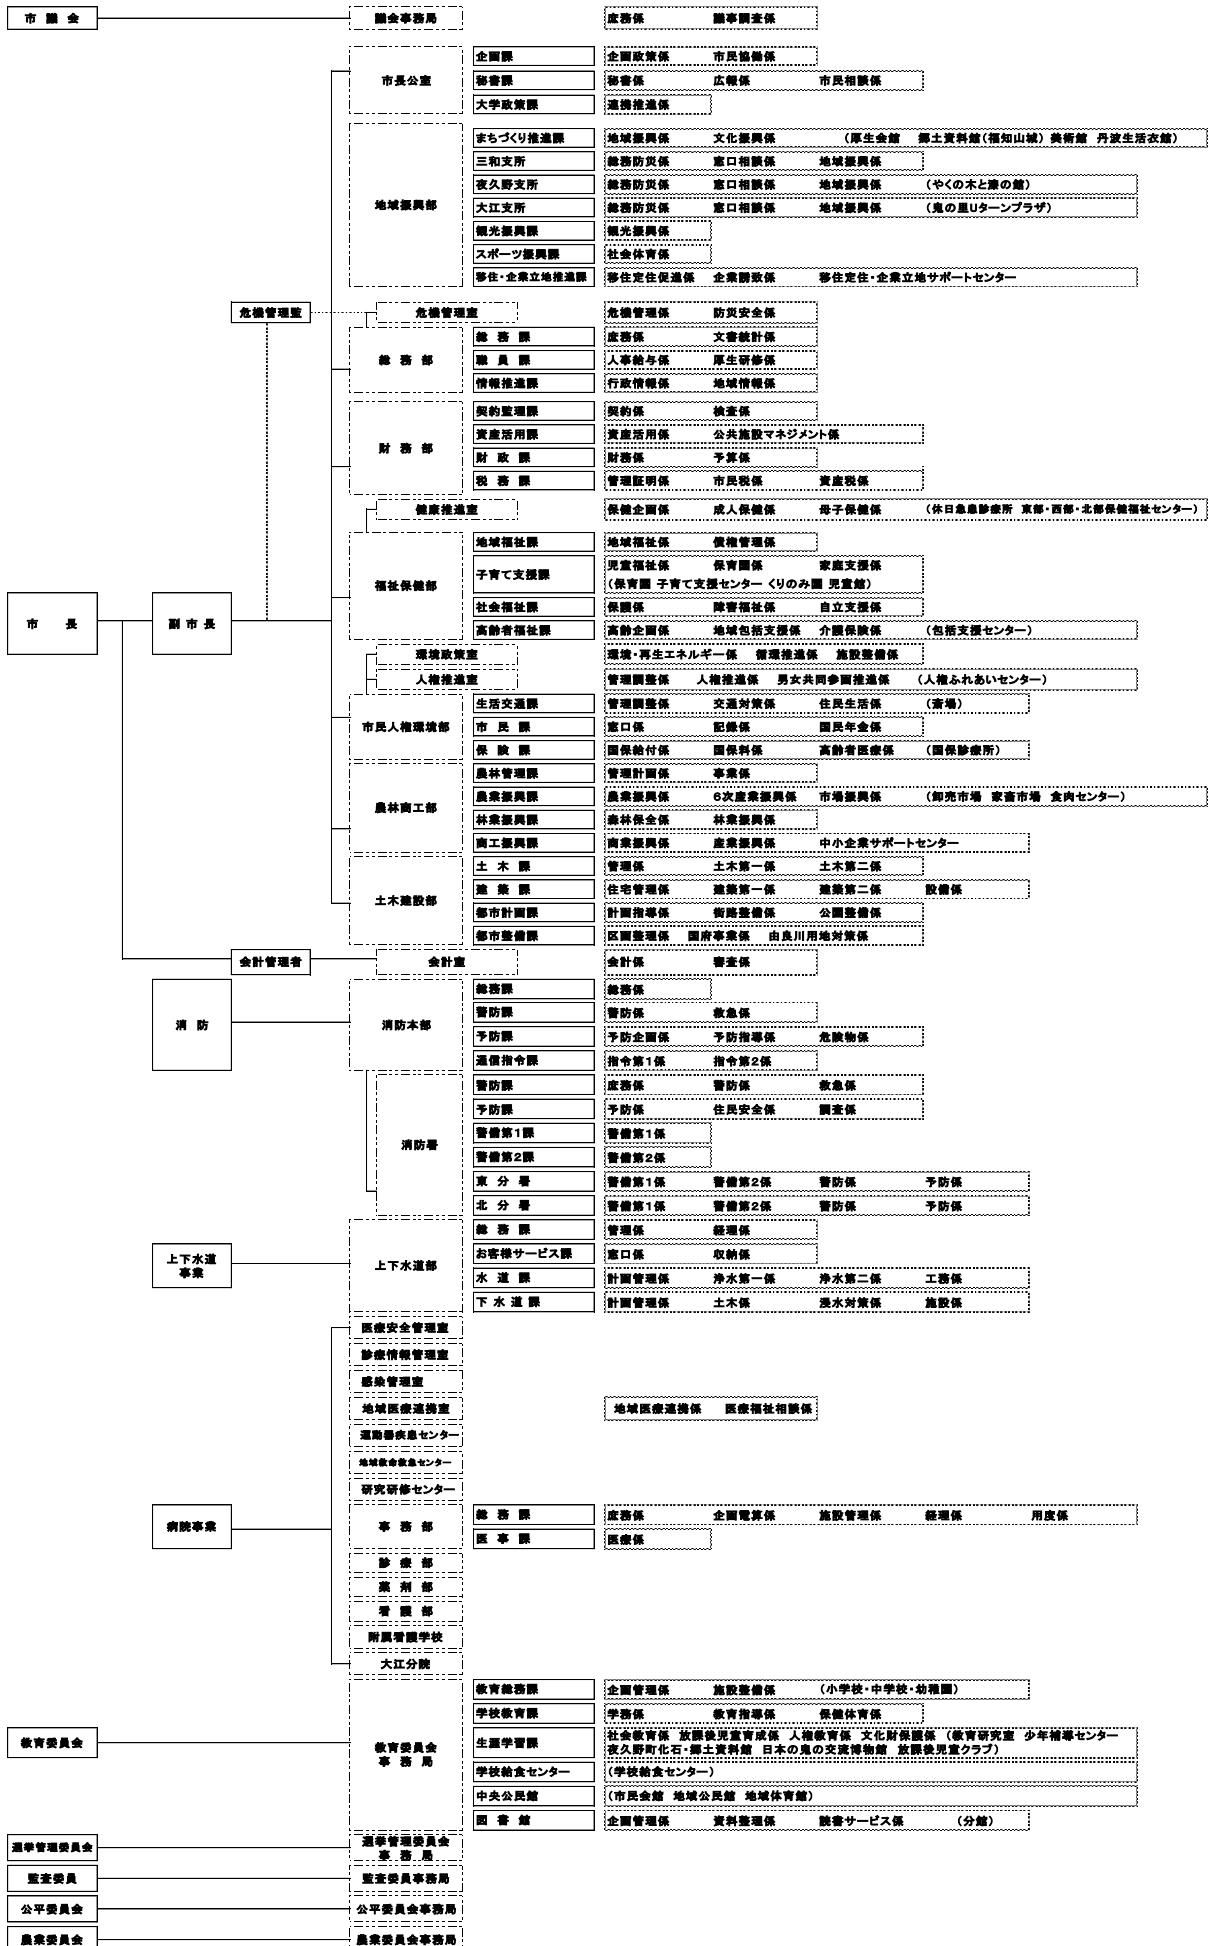 市 議 会 議会事務局 庶務係 議事調査係
市長公室
企画課 企画政策係 市民協働係
秘書課 秘書係 広報係 市民相談係
大学政策課 連携推進係
地域振興部
まちづくり推進課 地域振興係 文化振興係 (厚生会館 郷土資料館(福知山城) 美術館 丹波生活衣館)
三和支所 総務防災係 窓口相談係 地域振興係
夜久野支所 総務防災係 窓口相談係 地域振興係 (やくの木と漆の館)
大江支所 総務防災係 窓口相談係 地域振興係 (鬼の里Uターンプラザ)
観光振興課 観光振興係
スポーツ振興課 社会体育係
移住・企業立地推進課 移住定住促進係 企業誘致係 移住定住・企業立地サポートセンター
危機管理監 危機管理室 危機管理係 防災安全係
総 務 部
総 務 課 庶務係 文書統計係
職 員 課 人事給与係 厚生研修係
情報推進課 行政情報係 地域情報係
財 務 部
契約監理課 契約係 検査係
資産活用課 資産活用係 公共施設マネジメント係
財 政 課 財務係 予算係
税 務 課 管理証明係 市民税係 資産税係
健康推進室 保健企画係 成人保健係 母子保健係 (休日急患診療所 東部・西部・北部保健福祉センター)
福祉保健部
地域福祉課 地域福祉係 債権管理係
子育て支援課 児童福祉係 保育園係 家庭支援係
(保育園 子育て支援センター くりのみ園 児童館)
社会福祉課 保護係 障害福祉係 自立支援係
市 長 副 市 長
高齢者福祉課 高齢企画係 地域包括支援係 介護保険係 (包括支援センター)
環境政策室 環境・再生エネルギー係 循環推進係 施設整備係
人権推進室 管理調整係 人権推進係 男女共同参画推進係 (人権ふれあいセンター)
市民人権環境部
生活交通課 管理調整係 交通対策係 住民生活係 (斎場)
市 民 課 窓口係 記録係 国民年金係
保 険 課 国保給付係 国保料係 高齢者医療係 (国保診療所)
農林商工部
農林管理課 管理計画係 事業係
農業振興課 農業振興係 6次産業振興係 市場振興係 (卸売市場 家畜市場 食肉センター)
林業振興課 森林保全係 林業振興係
商工振興課 商業振興係 産業振興係 中小企業サポートセンター
土木建設部
土 木 課 管理係 土木第一係 土木第二係
建 築 課 住宅管理係 建築第一係 建築第二係 設備係
都市計画課 計画指導係 街路整備係 公園整備係
都市整備課 区画整理係 国府事業係 由良川用地対策係
会計管理者 会計室 会計係 審査係
消 防 消防本部
総務課 総務係
警防課 警防係 救急係
予防課 予防企画係 予防指導係 危険物係
通信指令課 指令第1係 指令第2係
消防署
警防課 庶務係 警防係 救急係
予防課 予防係 住民安全係 調査係
警備第1課 警備第1係
警備第2課 警備第2係
東 分 署 警備第1係 警備第2係 警防係 予防係
北 分 署 警備第1係 警備第2係 警防係 予防係
上下水道
事業
上下水道部
総 務 課 管理係 経理係
お客様サービス課 窓口係 収納係
水 道 課 計画管理係 浄水第一係 浄水第二係 工務係
下 水 道 課 計画管理係 土木係 浸水対策係 施設係
医療安全管理室
診療情報管理室
感染管理室
地域医療連携室 地域医療連携係 医療福祉相談係
運動器疾患センター
地域救命救急センター
研究研修センター
病院事業 事 務 部
総 務 課 庶務係 企画電算係 施設管理係 経理係 用度係
医 事 課 医療係
診 療 部
薬 剤 部
看 護 部
附属看護学校
大江分院
教育委員会
教育委員会
事 務 局
教育総務課 企画管理係 施設整備係 (小学校・中学校・幼稚園)
学校教育課 学務係 教育指導係 保健体育係
生涯学習課 社会教育係 放課後児童育成係 人権教育係 文化財保護係 (教育研究室 少年補導センター
夜久野町化石・郷土資料館 日本の鬼の交流博物館 放課後児童クラブ)
学校給食センター (学校給食センター)
中央公民館 (市民会館 地域公民館 地域体育館)
図 書 館 企画管理係 資料整理係 読書サービス係 (分館)
選挙管理委員会 選挙管理委員会
事 務 局
監査委員 監査委員事務局
公平委員会 公平委員会事務局
農業委員会 農業委員会事務局